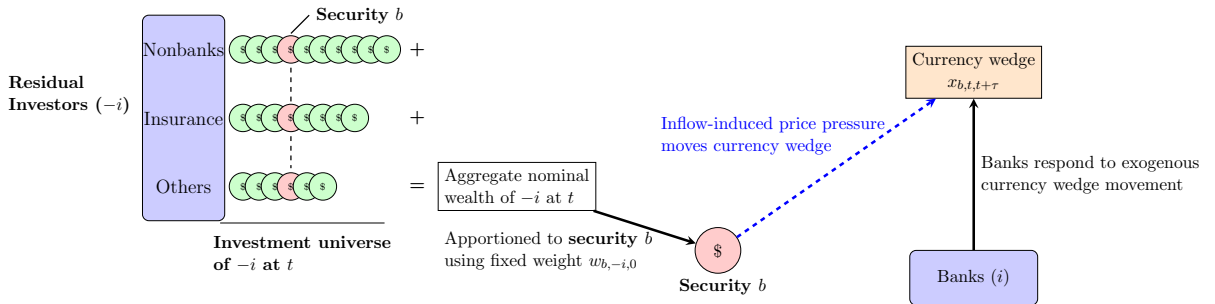 Security b
Nonbanks
$ $ $ $ $ $ $ $ $ $
+
Residual
Investors (−i)
Insurance
$ $ $ $ $ $ $ $
+
Others
$ $ $ $ $ $
=
Aggregate nominal
wealth of −i at t
Investment universe
of −i at t
Apportioned to security b
using fixed weight w_{b,−i,0}
$
Security b
Inflow-induced price pressure
moves currency wedge
Currency wedge
x_{b,t,t+τ}
Banks respond to exogenous
currency wedge movement
Banks (i)